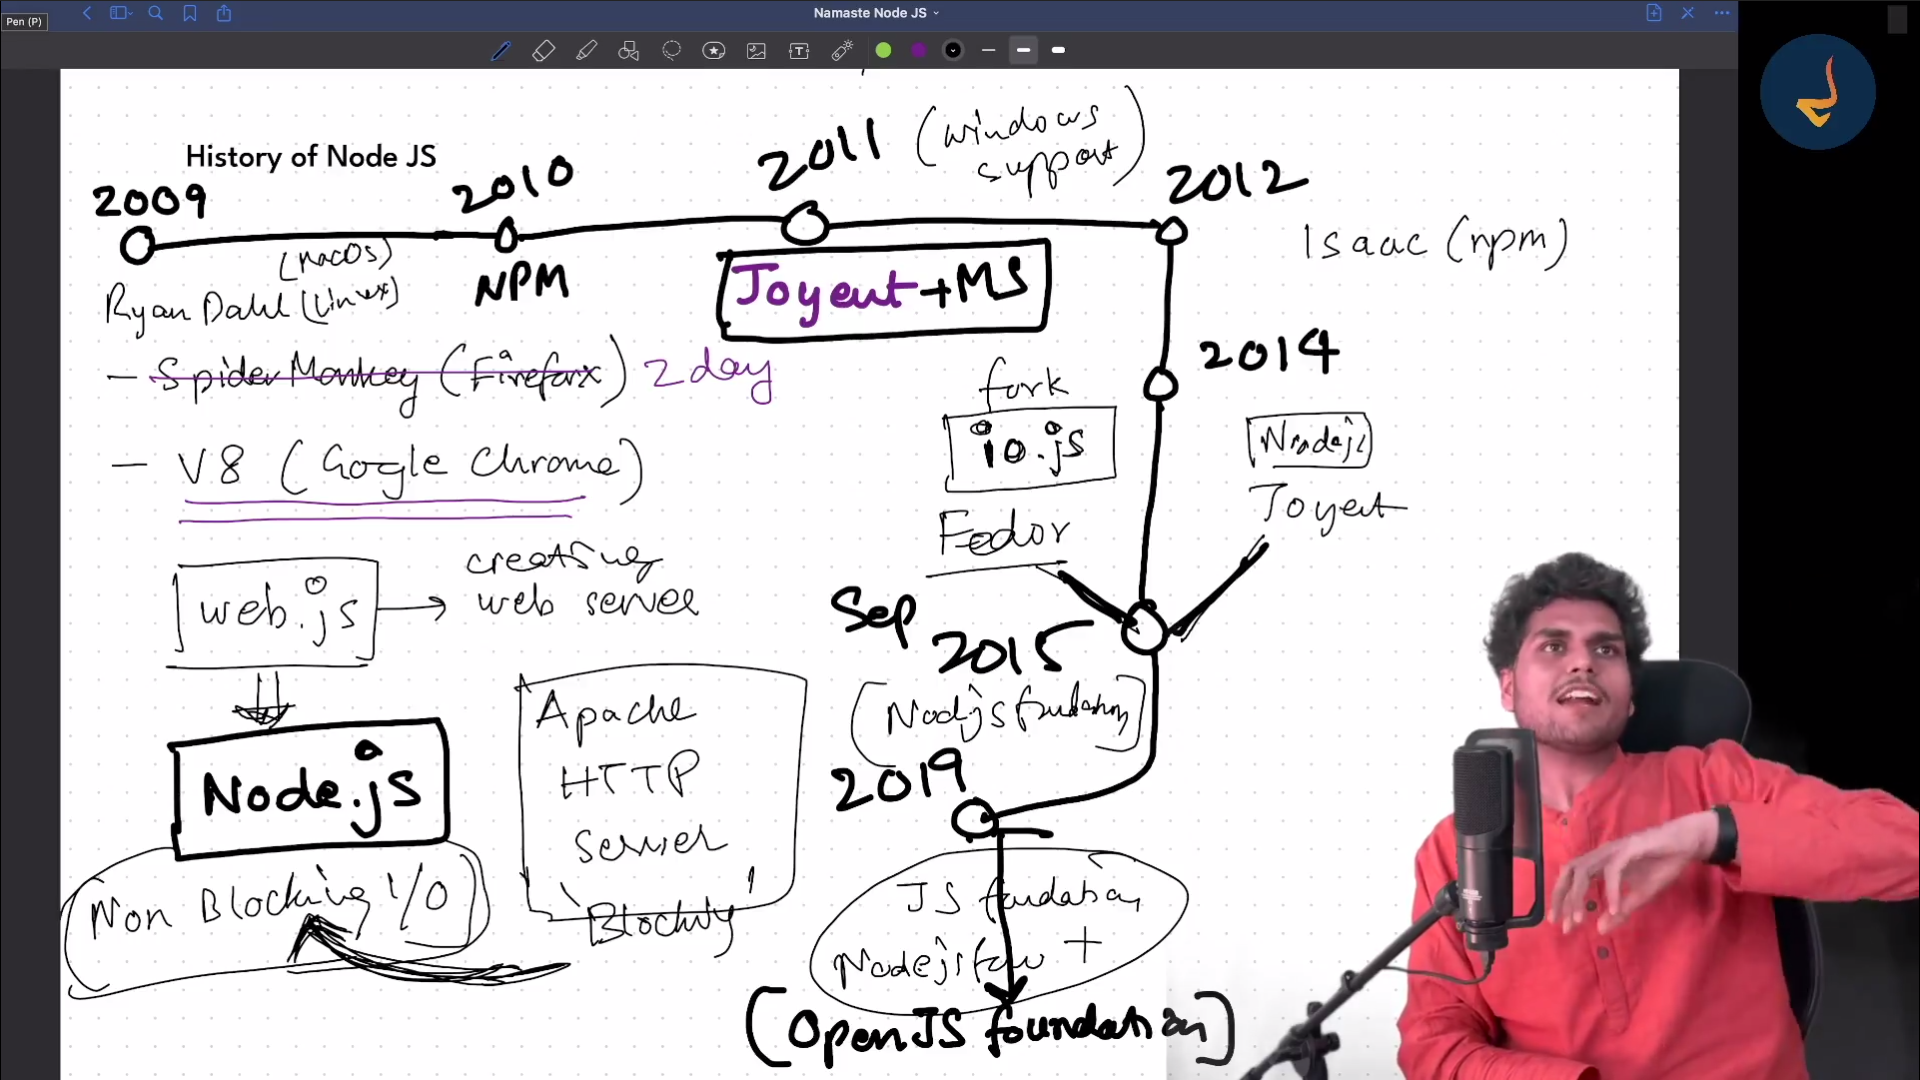 Pen (P)
Namaste Node JS
T
History of Node JS
2009
2010
2011
(windows
support)
2012
Isaac (npm)
(macOS)
Ryan Dahl (Linux)
NPM
Joyent + MS
- Spider Monkey (Firefox) 2 day
- V8 (Google Chrome)
2014
fork
io.js
Fedor
Nodejs
Joyent
web.js
creating
web server
Sep
2015
(Nodejs foundation)
Node.js
Non Blocking I/O
Apache
HTTP
Server
Blocking
2019
JS foundation
+
Nodejs foun
(OpenJS foundation)